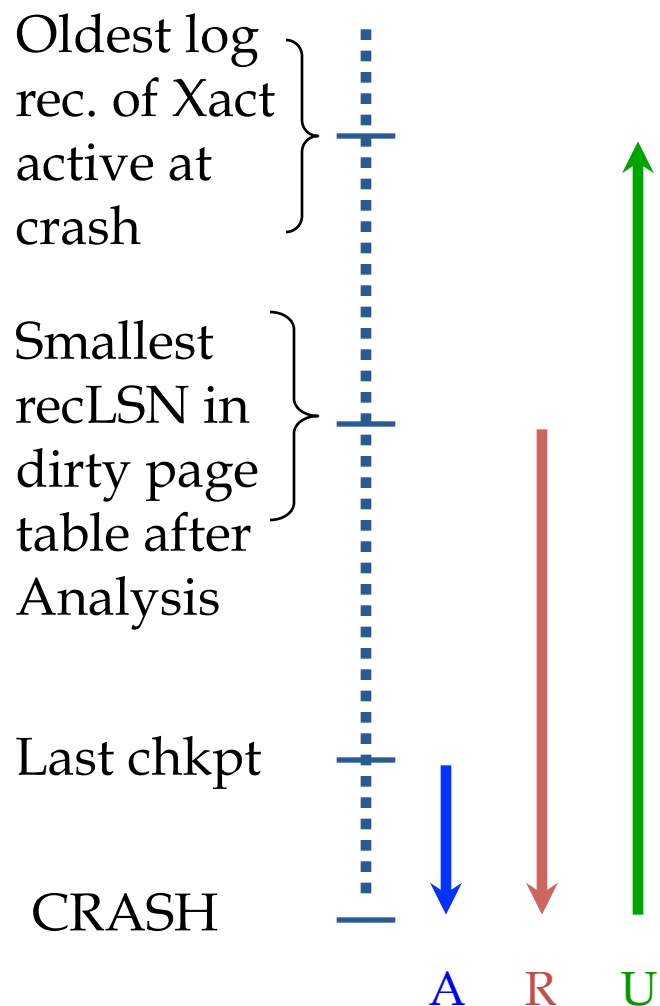 Oldest log
rec. of Xact
active at
crash
Smallest
recLSN in
dirty page
table after
Analysis
Last chkpt
CRASH
A R U